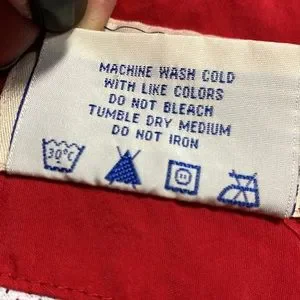 MACHINE WASH COLD
WITH LIKE COLORS
DO NOT BLEACH
TUMBLE DRY MEDIUM
DO NOT IRON
30°C